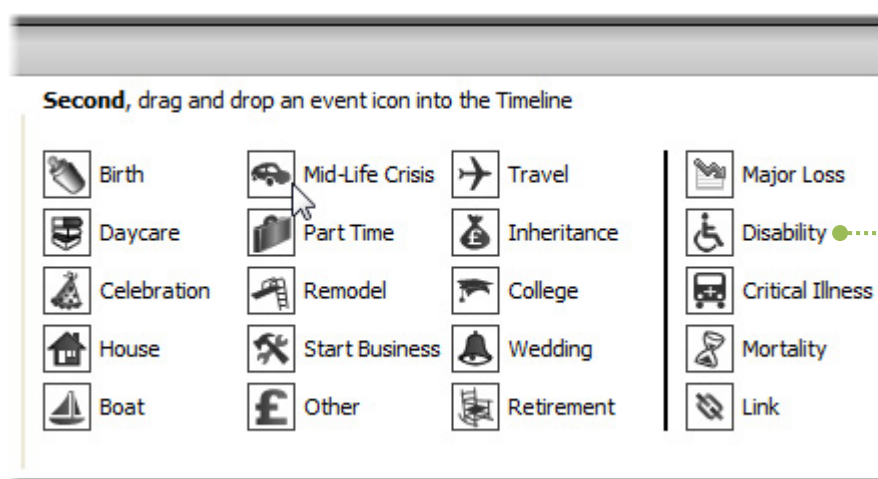 Second, drag and drop an event icon into the Timeline
Birth Mid-Life Crisis Travel Major Loss
Daycare Part Time Inheritance Disability
Celebration Remodel College Critical Illness
House Start Business Wedding Mortality
Boat £ Other Retirement Link